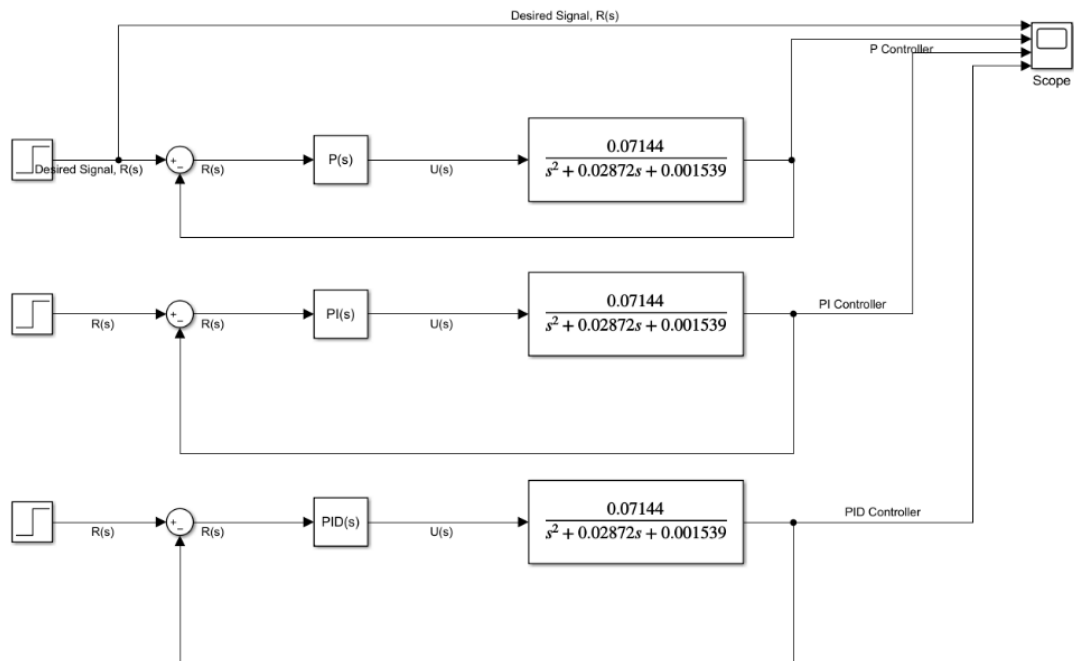 Desired Signal, R(s)
P Controller
Scope
Desired Signal, R(s)
+
-
R(s)
P(s)
U(s)
0.07144
s² + 0.02872s + 0.001539
R(s)
+
-
R(s)
PI(s)
U(s)
0.07144
s² + 0.02872s + 0.001539
PI Controller
R(s)
+
-
R(s)
PID(s)
U(s)
0.07144
s² + 0.02872s + 0.001539
PID Controller